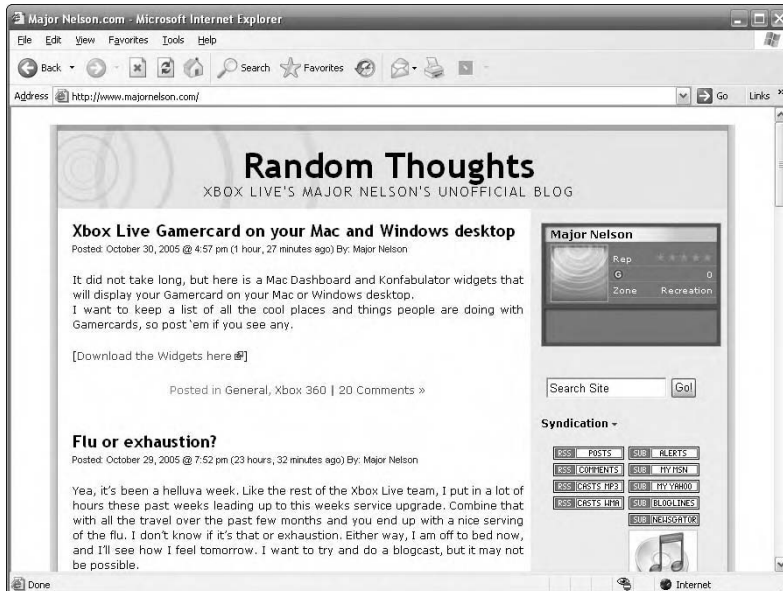 Major Nelson.com - Microsoft Internet Explorer
File Edit View Favorites Tools Help
Back Search Favorites
Address http://www.majornelson.com/ Go Links »
Random Thoughts
XBOX LIVE'S MAJOR NELSON'S UNOFFICIAL BLOG
Xbox Live Gamercard on your Mac and Windows desktop
Posted: October 30, 2005 @ 4:57 pm (1 hour, 27 minutes ago) By: Major Nelson
It did not take long, but here is a Mac Dashboard and Konfabulator widgets that
will display your Gamercard on your Mac or Windows desktop.
I want to keep a list of all the cool places and things people are doing with
Gamercards, so post 'em if you see any.
[Download the Widgets here]
Posted in General, Xbox 360 | 20 Comments »
Flu or exhaustion?
Posted: October 29, 2005 @ 7:52 pm (23 hours, 32 minutes ago) By: Major Nelson
Yea, it's been a helluva week. Like the rest of the Xbox Live team, I put in a lot of
hours these past weeks leading up to this weeks service upgrade. Combine that
with all the travel over the past few months and you end up with a nice serving
of the flu. I don't know if it's that or exhaustion. Either way, I am off to bed now,
and I'll see how I feel tomorrow. I want to try and do a blogcast, but it may not
be possible.
Major Nelson
Rep
G 0
Zone Recreation
Search Site Go!
Syndication
RSS POSTS SUB ALERTS
RSS COMMENTS SUB MY MSN
RSS CASTS MP3 SUB MY YAHOO
RSS CASTS WMA SUB BLOGLINES
SUB NEWSGATOR
Done Internet